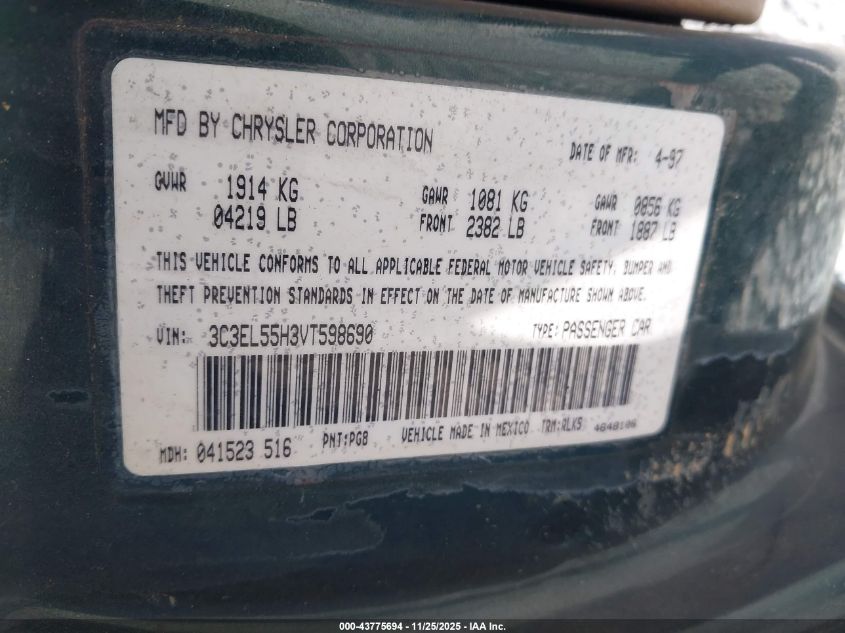 MFD BY CHRYSLER CORPORATION
DATE OF MFR: 4-97
GVWR 1914 KG GAWR 1081 KG GAWR 0856 KG
04219 LB FRONT 2382 LB FRONT 1887 LB
THIS VEHICLE CONFORMS TO ALL APPLICABLE FEDERAL MOTOR VEHICLE SAFETY, BUMPER AND
THEFT PREVENTION STANDARDS IN EFFECT ON THE DATE OF MANUFACTURE SHOWN ABOVE.
VIN: 3C3EL55H3VT598690 TYPE: PASSENGER CAR
MDH: 041523 516 PNT:PG8 VEHICLE MADE IN MEXICO TRM:RLK5 4648106
000-43775694 - 11/25/2025 - IAA Inc.